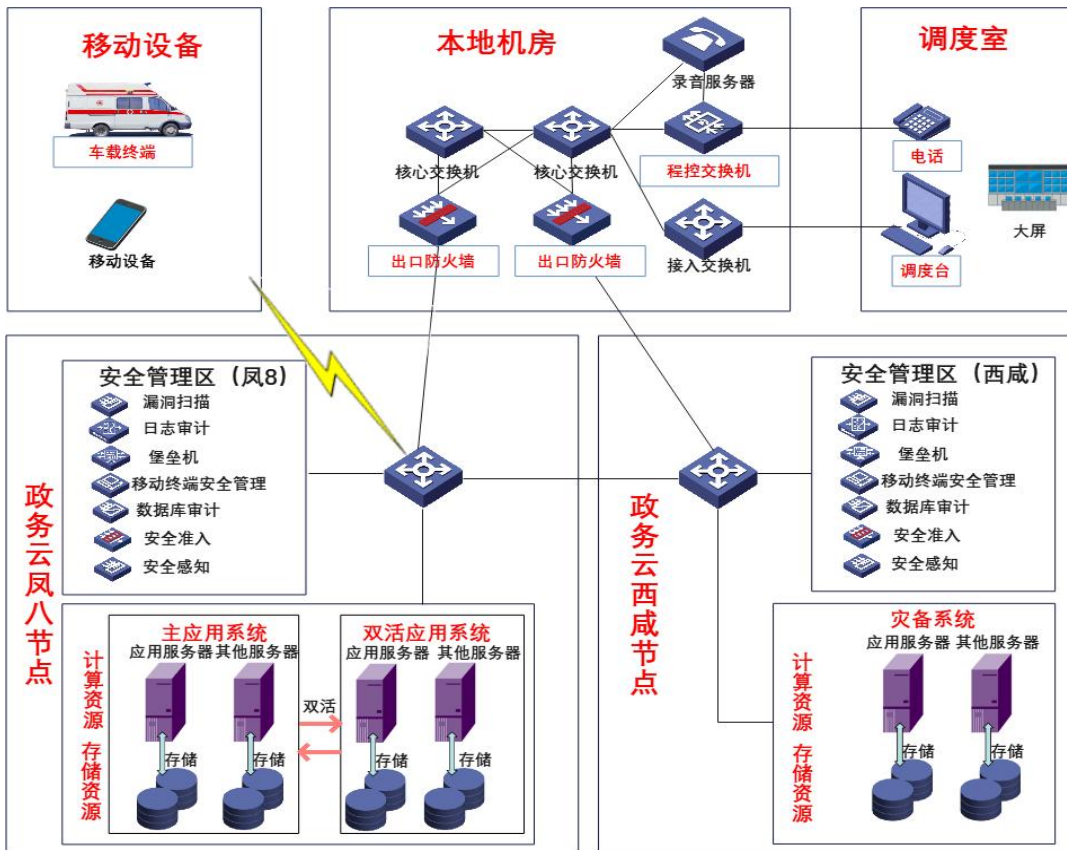 移动设备
车载终端
移动设备
本地机房
录音服务器
核心交换机
核心交换机
程控交换机
出口防火墙
出口防火墙
接入交换机
调度室
电话
大屏
调度台
政务云凤八节点
安全管理区（凤8）
漏洞扫描
日志审计
堡垒机
移动终端安全管理
数据库审计
安全准入
安全感知
计算资源
存储资源
主应用系统
应用服务器
其他服务器
存储
存储
双活
双活应用系统
应用服务器
其他服务器
存储
存储
政务云西咸节点
安全管理区（西咸）
漏洞扫描
日志审计
堡垒机
移动终端安全管理
数据库审计
安全准入
安全感知
计算资源
存储资源
灾备系统
应用服务器
其他服务器
存储
存储